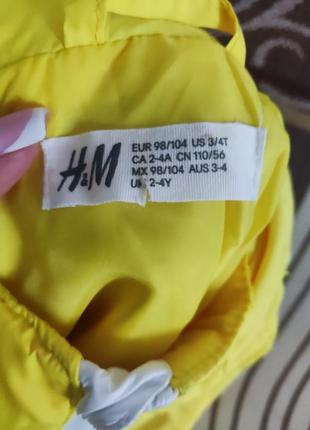 H&M
EUR 98/104 US 3/4T
CA 2-4A CN 110/56
MX 98/104 AUS 3-4
2-4Y